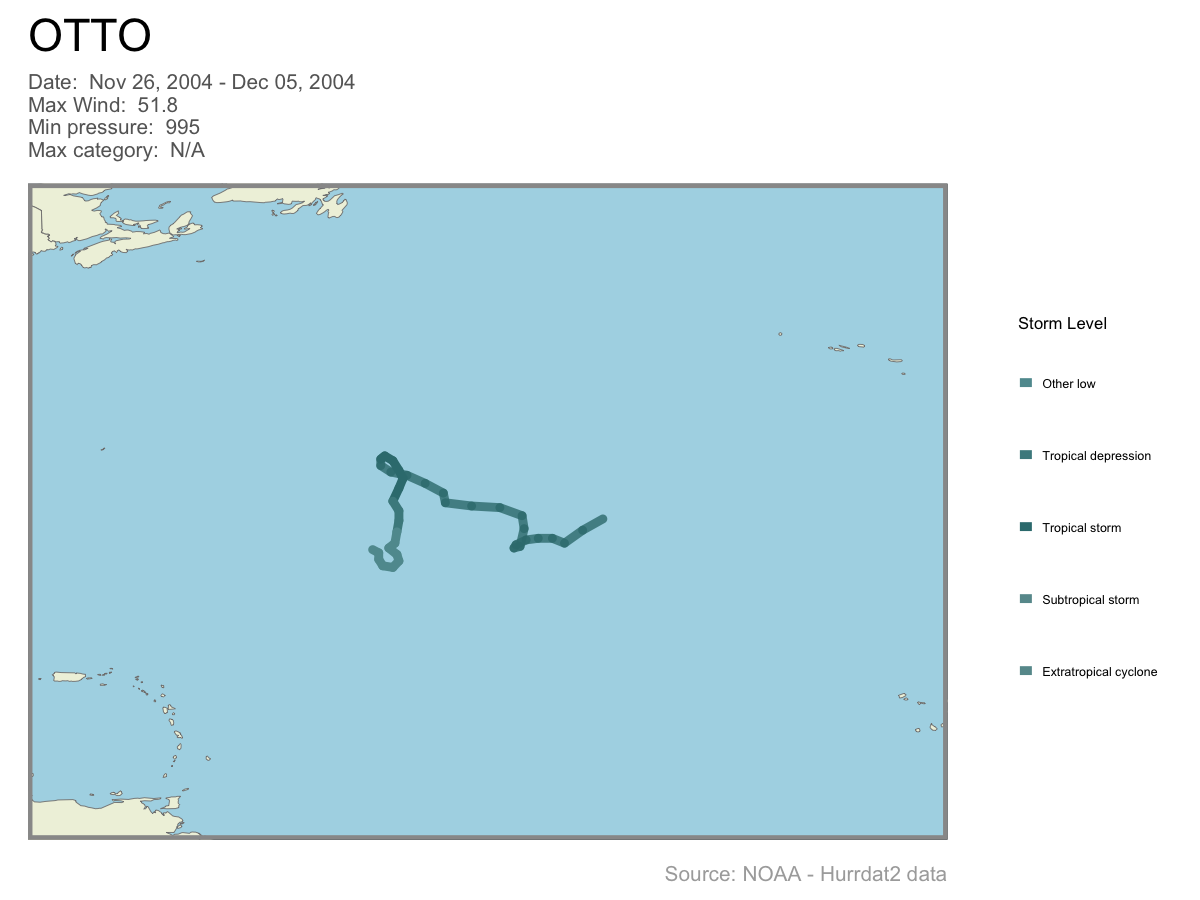 OTTO
Date:  Nov 26, 2004 - Dec 05, 2004
Max Wind:  51.8
Min pressure:  995
Max category:  N/A
Storm Level
Other low
Tropical depression
Tropical storm
Subtropical storm
Extratropical cyclone
Source: NOAA - Hurrdat2 data